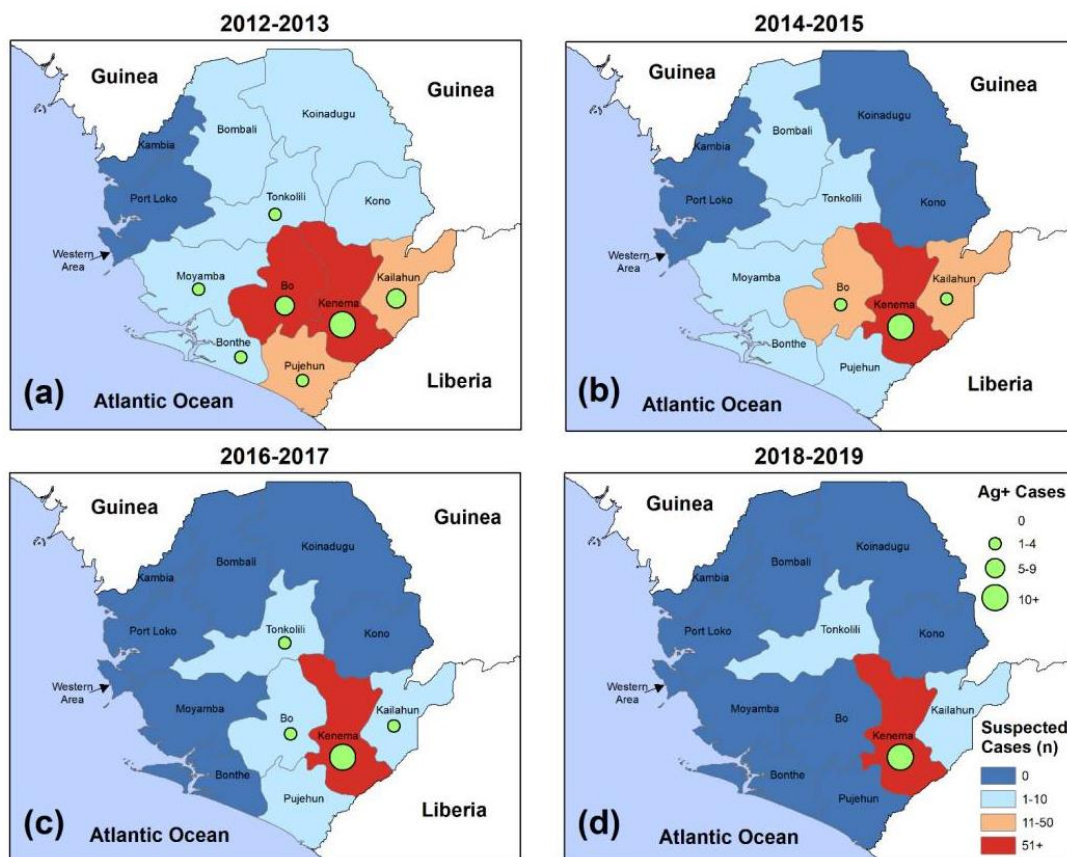 2012-2013
Guinea
Guinea
Koinadugu
Bombali
Kambia
Port Loko
Tonkolili
Kono
Western
Area
Moyamba
Bo
Kailahun
Kenema
Bonthe
Pujehun
Liberia
(a)
Atlantic Ocean
2014-2015
Guinea
Guinea
Koinadugu
Bombali
Kambia
Port Loko
Tonkolili
Kono
Western
Area
Moyamba
Bo
Kailahun
Kenema
Bonthe
Pujehun
Liberia
(b)
Atlantic Ocean
2016-2017
Guinea
Guinea
Koinadugu
Bombali
Kambia
Port Loko
Tonkolili
Kono
Western
Area
Moyamba
Bo
Kailahun
Kenema
Bonthe
Pujehun
Liberia
(c)
Atlantic Ocean
2018-2019
Guinea
Koinadugu
Bombali
Kambia
Port Loko
Tonkolili
Kono
Western
Area
Moyamba
Bo
Kailahun
Kenema
Bonthe
Pujehun
(d)
Atlantic Ocean
Ag+ Cases
0
1-4
5-9
10+
Suspected
Cases (n)
0
1-10
11-50
51+